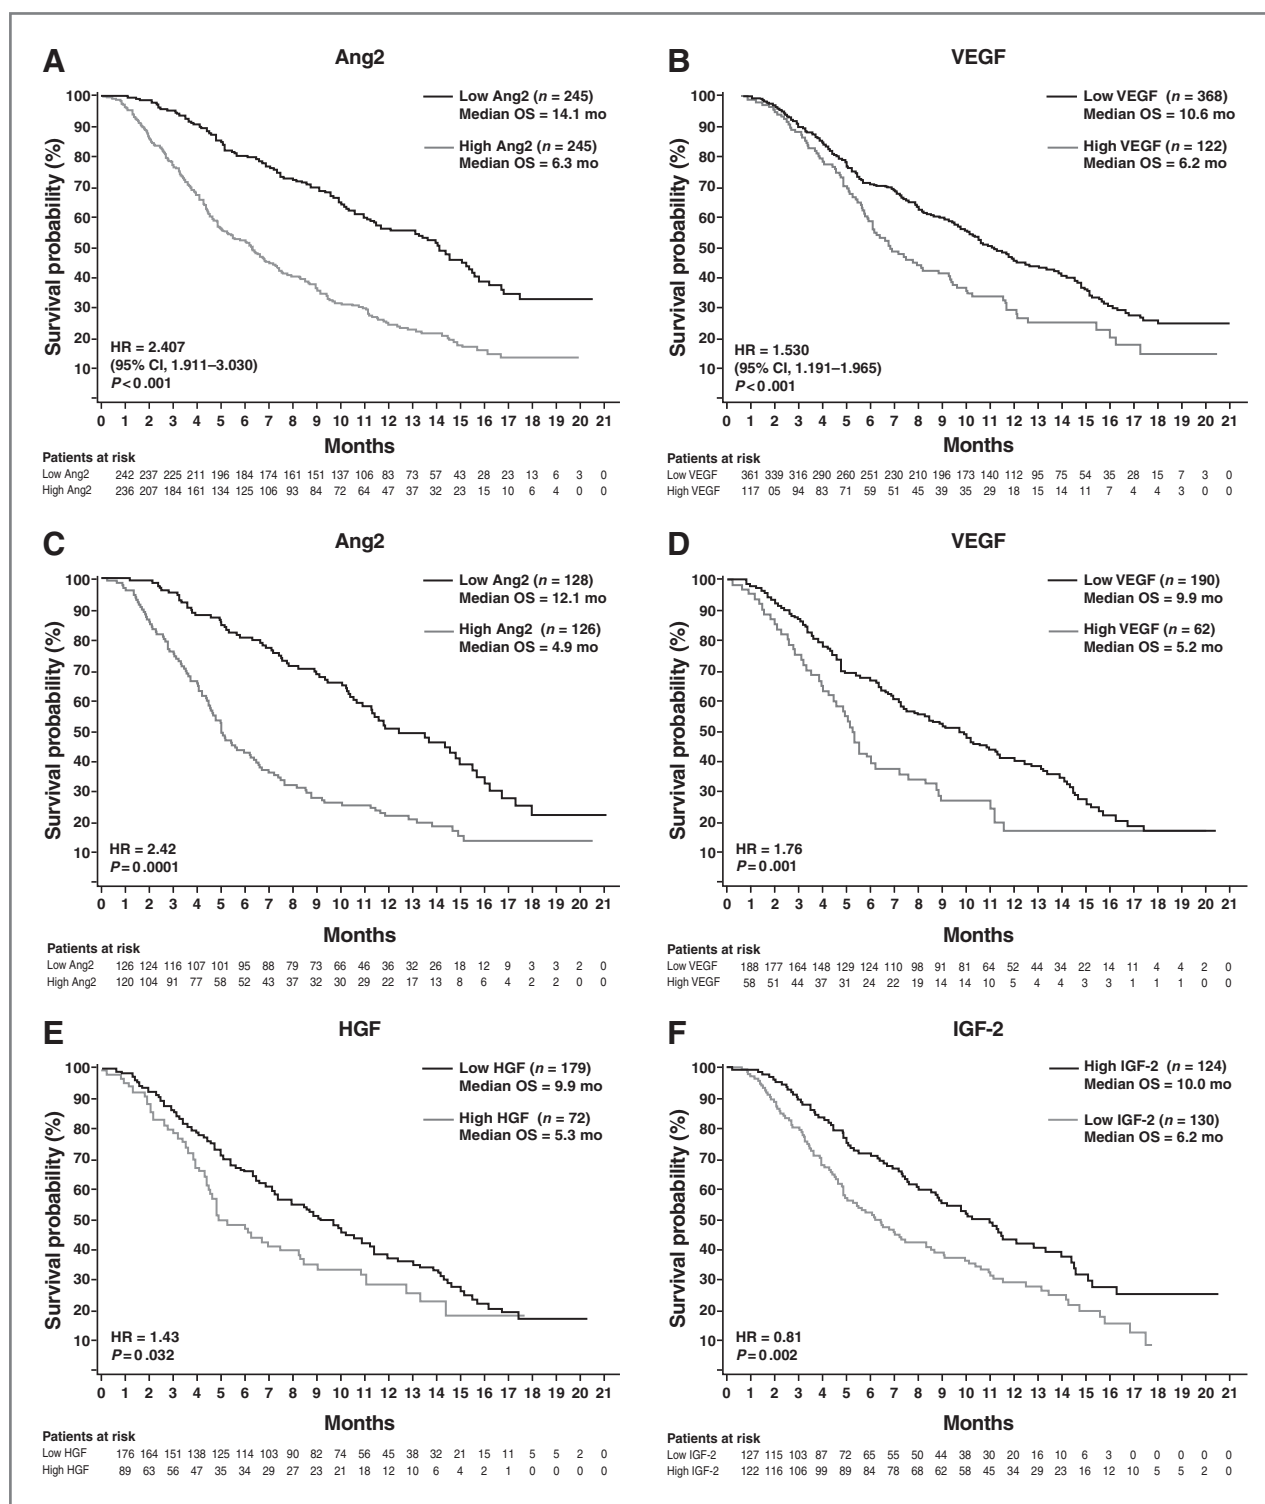 A
Ang2
Low Ang2 (n = 245)
Median OS = 14.1 mo
High Ang2 (n = 245)
Median OS = 6.3 mo
Survival probability (%)
100
90
80
70
60
50
40
30
20
10
HR = 2.407
(95% CI, 1.911–3.030)
P < 0.001
0 1 2 3 4 5 6 7 8 9 10 11 12 13 14 15 16 17 18 19 20 21
Months
Patients at risk
Low Ang2 242 237 225 211 196 184 174 161 151 137 106 83 73 57 43 28 23 13 6 3 0
High Ang2 236 207 184 161 134 125 106 93 84 72 64 47 37 32 23 15 10 6 4 0 0
B
VEGF
Low VEGF (n = 368)
Median OS = 10.6 mo
High VEGF (n = 122)
Median OS = 6.2 mo
Survival probability (%)
100
90
80
70
60
50
40
30
20
10
HR = 1.530
(95% CI, 1.191–1.965)
P < 0.001
0 1 2 3 4 5 6 7 8 9 10 11 12 13 14 15 16 17 18 19 20 21
Months
Patients at risk
Low VEGF 361 339 316 290 260 251 230 210 196 173 140 112 95 75 54 35 28 15 7 3 0
High VEGF 117 05 94 83 71 59 51 45 39 35 29 18 15 14 11 7 4 4 3 0 0
C
Ang2
Low Ang2 (n = 128)
Median OS = 12.1 mo
High Ang2 (n = 126)
Median OS = 4.9 mo
Survival probability (%)
100
90
80
70
60
50
40
30
20
10
HR = 2.42
P = 0.0001
0 1 2 3 4 5 6 7 8 9 10 11 12 13 14 15 16 17 18 19 20 21
Months
Patients at risk
Low Ang2 126 124 116 107 101 95 88 79 73 66 46 36 32 26 18 12 9 3 3 2 0
High Ang2 120 104 91 77 58 52 43 37 32 30 29 22 17 13 8 6 4 2 2 0 0
D
VEGF
Low VEGF (n = 190)
Median OS = 9.9 mo
High VEGF (n = 62)
Median OS = 5.2 mo
Survival probability (%)
100
90
80
70
60
50
40
30
20
10
HR = 1.76
P = 0.001
0 1 2 3 4 5 6 7 8 9 10 11 12 13 14 15 16 17 18 19 20 21
Months
Patients at risk
Low VEGF 188 177 164 148 129 124 110 98 91 81 64 52 44 34 22 14 11 4 4 2 0
High VEGF 58 51 44 37 31 24 22 19 14 14 10 5 4 4 3 3 1 1 1 0 0
E
HGF
Low HGF (n = 179)
Median OS = 9.9 mo
High HGF (n = 72)
Median OS = 5.3 mo
Survival probability (%)
100
90
80
70
60
50
40
30
20
10
HR = 1.43
P = 0.032
0 1 2 3 4 5 6 7 8 9 10 11 12 13 14 15 16 17 18 19 20 21
Months
Patients at risk
Low HGF 176 164 151 138 125 114 103 90 82 74 56 45 38 32 21 15 11 5 5 2 0
High HGF 89 63 56 47 35 34 29 27 23 21 18 12 10 6 4 2 1 0 0 0 0
F
IGF-2
High IGF-2 (n = 124)
Median OS = 10.0 mo
Low IGF-2 (n = 130)
Median OS = 6.2 mo
Survival probability (%)
100
90
80
70
60
50
40
30
20
10
HR = 0.81
P = 0.002
0 1 2 3 4 5 6 7 8 9 10 11 12 13 14 15 16 17 18 19 20 21
Months
Patients at risk
Low IGF-2 127 115 103 87 72 65 55 50 44 38 30 20 16 10 6 3 0 0 0 0 0
High IGF-2 122 116 106 99 89 84 78 68 62 58 45 34 29 23 16 12 10 5 5 2 0